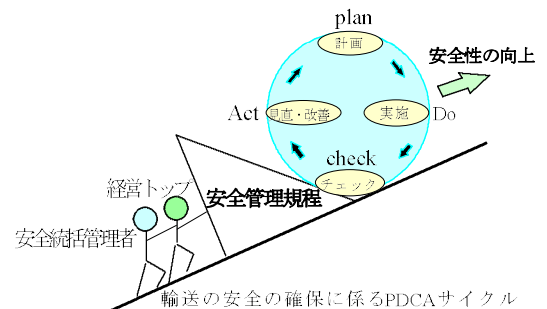 plan
計画
安全性の向上
Act
見直・改善
実施
Do
check
チェック
経営トップ
安全管理規程
安全統括管理者
輸送の安全の確保に係るPDCAサイクル